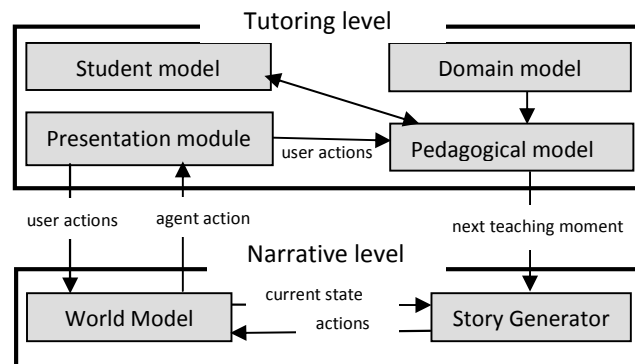 Tutoring level
Student model
Domain model
Presentation module
user actions
Pedagogical model
user actions
agent action
next teaching moment
Narrative level
World Model
current state
actions
Story Generator